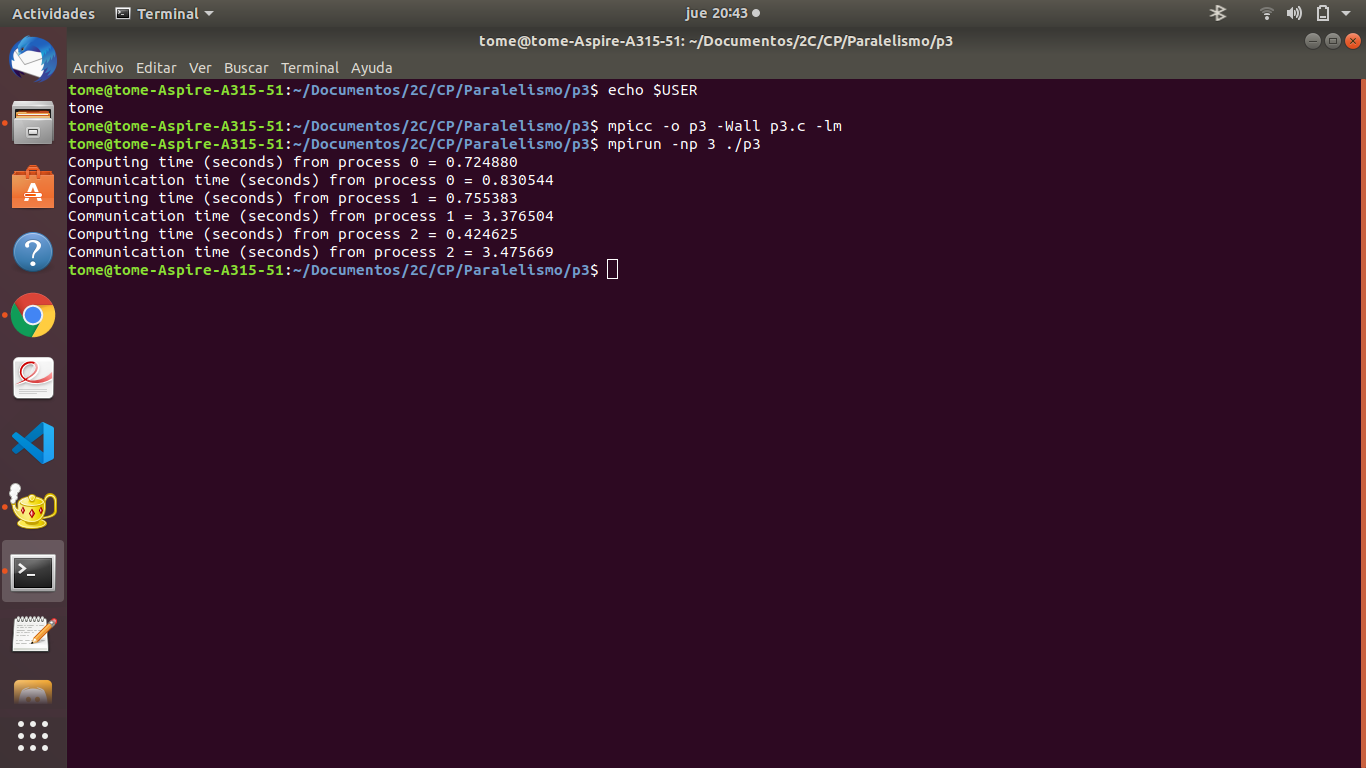 Actividades Terminal jue 20:43
tome@tome-Aspire-A315-51: ~/Documentos/2C/CP/Paralelismo/p3
Archivo Editar Ver Buscar Terminal Ayuda
tome@tome-Aspire-A315-51:~/Documentos/2C/CP/Paralelismo/p3$ echo $USER
tome
tome@tome-Aspire-A315-51:~/Documentos/2C/CP/Paralelismo/p3$ mpicc -o p3 -Wall p3.c -lm
tome@tome-Aspire-A315-51:~/Documentos/2C/CP/Paralelismo/p3$ mpirun -np 3 ./p3
Computing time (seconds) from process 0 = 0.724880
Communication time (seconds) from process 0 = 0.830544
Computing time (seconds) from process 1 = 0.755383
Communication time (seconds) from process 1 = 3.376504
Computing time (seconds) from process 2 = 0.424625
Communication time (seconds) from process 2 = 3.475669
tome@tome-Aspire-A315-51:~/Documentos/2C/CP/Paralelismo/p3$